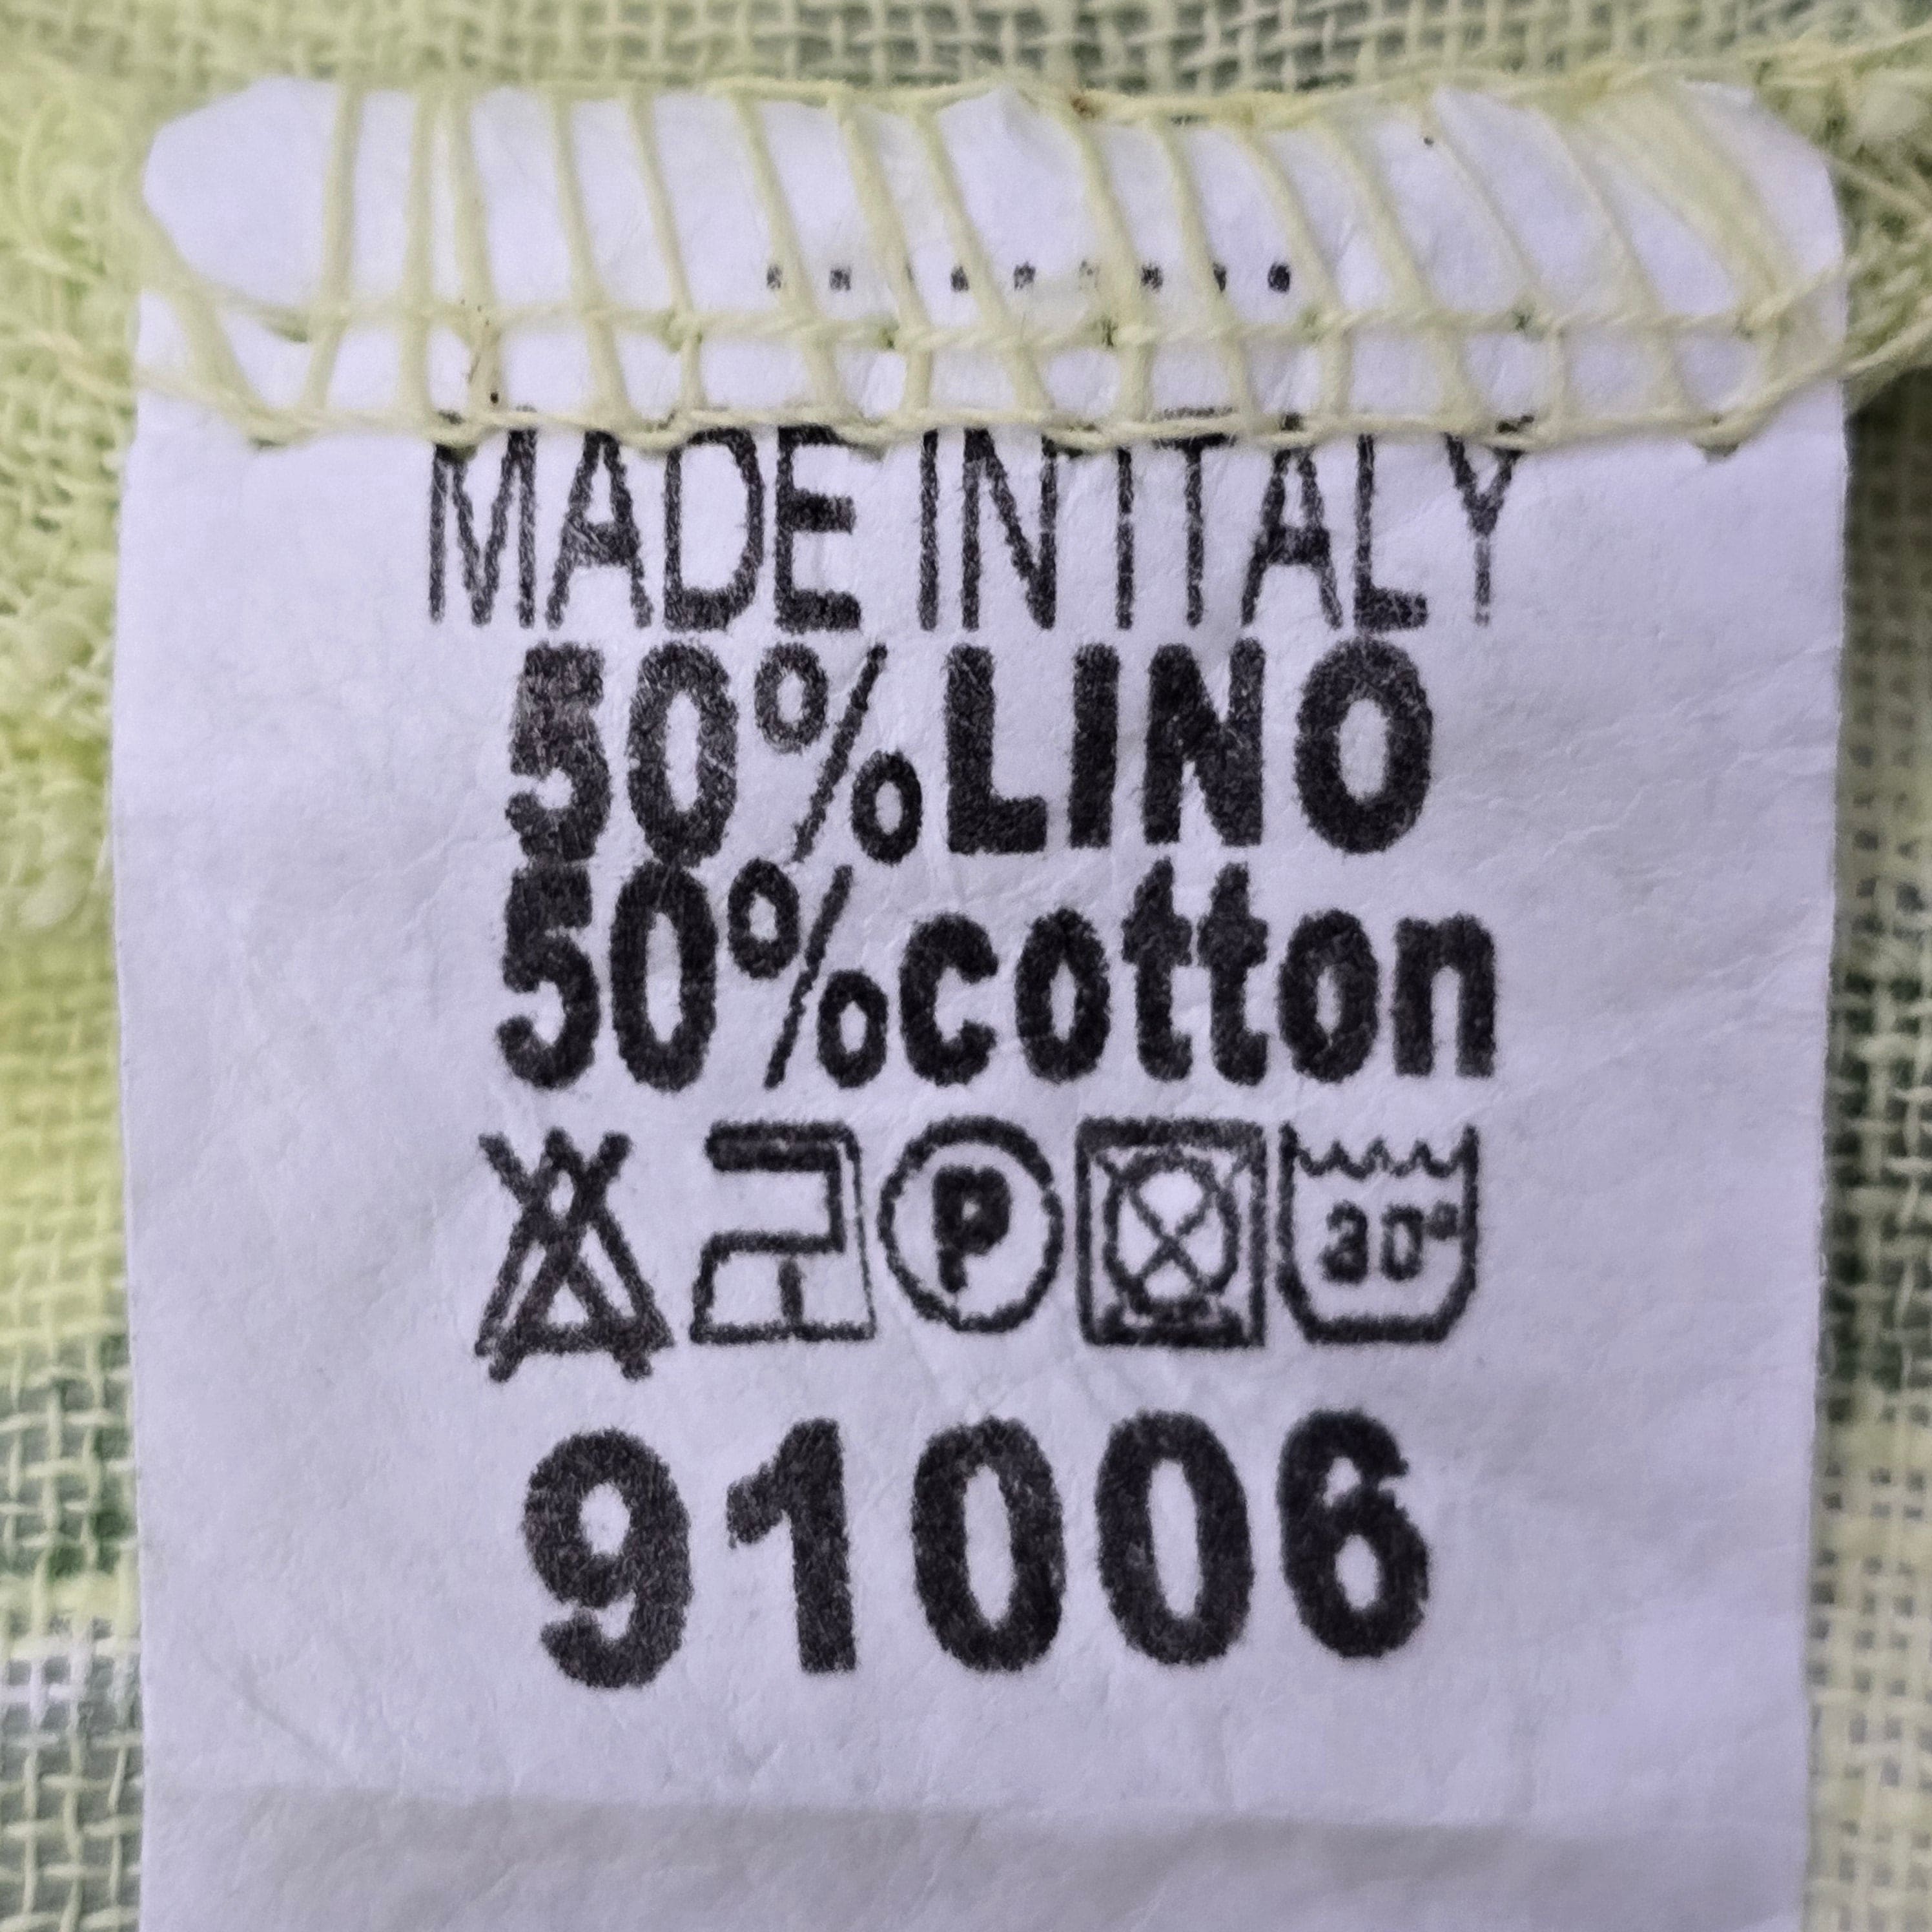 MADE IN ITALY
50%LINO
50%cotton
P 30°
91006